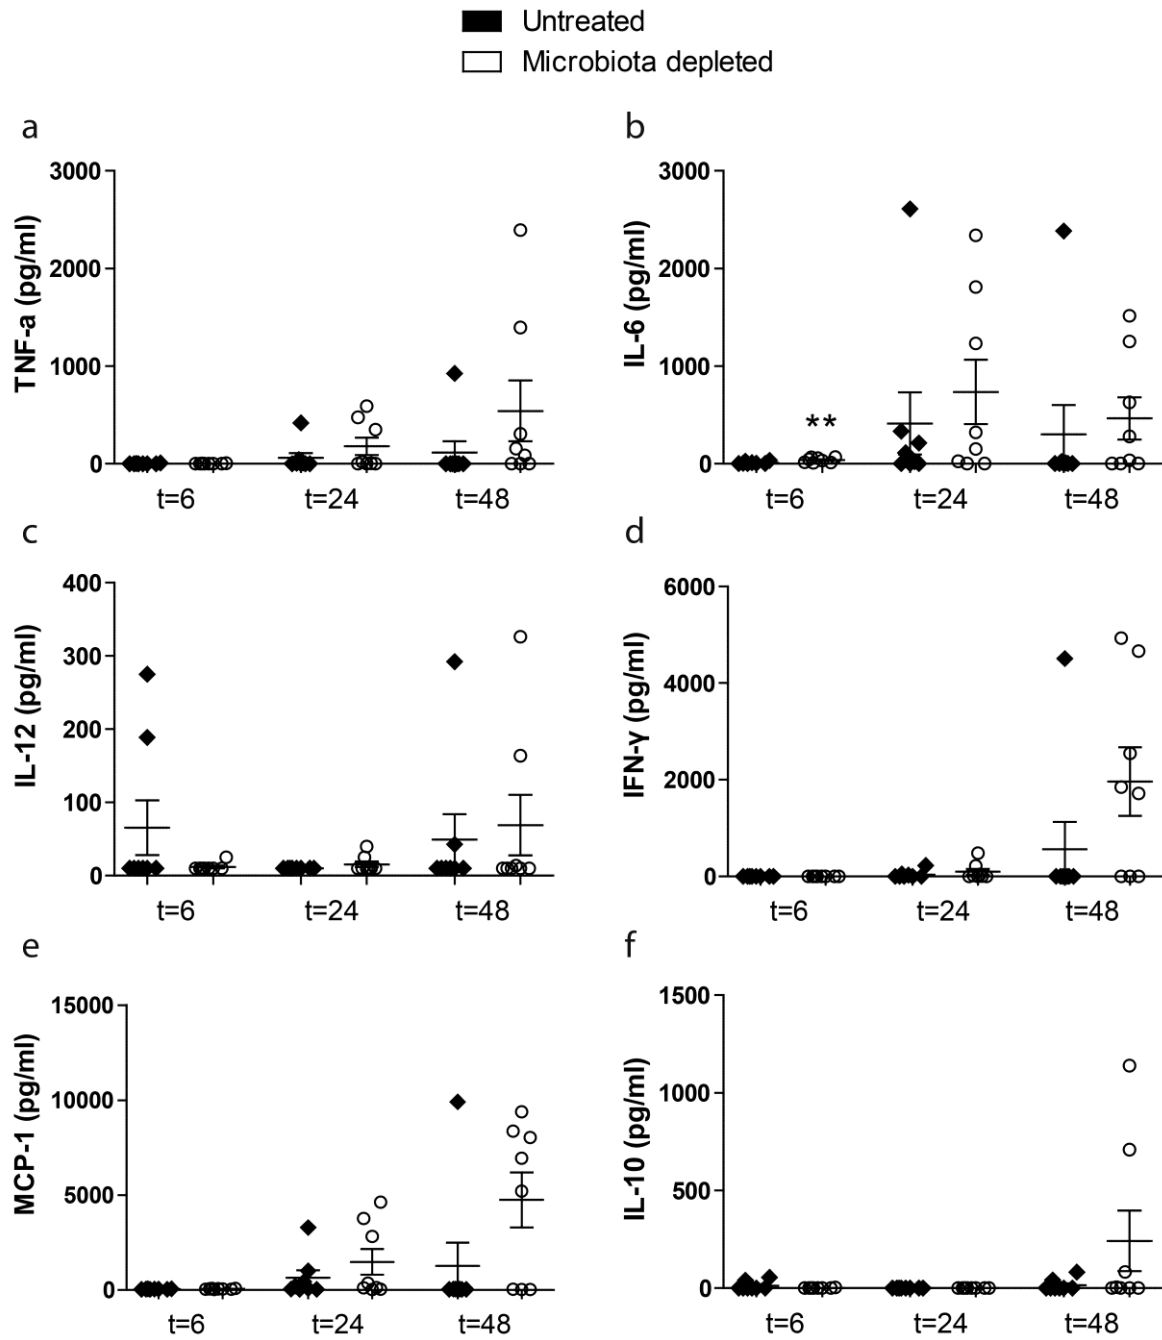 Untreated
Microbiota depleted
a
TNF-a (pg/ml)
3000
2000
1000
0
t=6
t=24
t=48
b
IL-6 (pg/ml)
3000
2000
1000
0
**
t=6
t=24
t=48
c
IL-12 (pg/ml)
400
300
200
100
0
t=6
t=24
t=48
d
IFN-γ (pg/ml)
6000
4000
2000
0
t=6
t=24
t=48
e
MCP-1 (pg/ml)
15000
10000
5000
0
t=6
t=24
t=48
f
IL-10 (pg/ml)
1500
1000
500
0
t=6
t=24
t=48